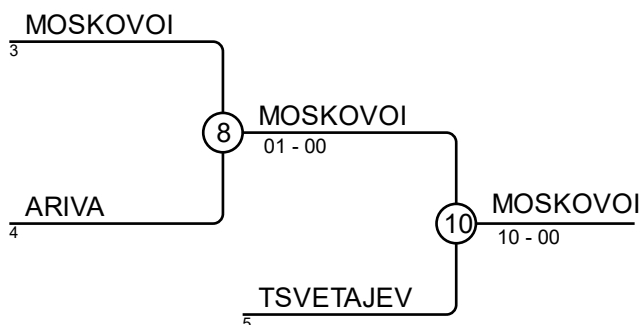 MOSKOVOI
3
8
MOSKOVOI
01 - 00
ARIVA
4
10
MOSKOVOI
10 - 00
TSVETAJEV
5